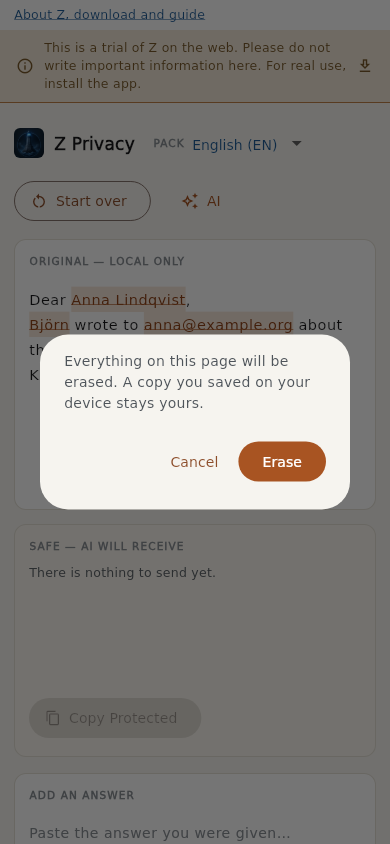 About Z, download and guide
This is a trial of Z on the web. Please do not
write important information here. For real use,
install the app.
Z Privacy
PACK English (EN)
Start over
AI
ORIGINAL — LOCAL ONLY
Dear Anna Lindqvist,
Björn wrote to anna@example.org about
th
K
Everything on this page will be
erased. A copy you saved on your
device stays yours.
Cancel
Erase
SAFE — AI WILL RECEIVE
There is nothing to send yet.
Copy Protected
ADD AN ANSWER
Paste the answer you were given...